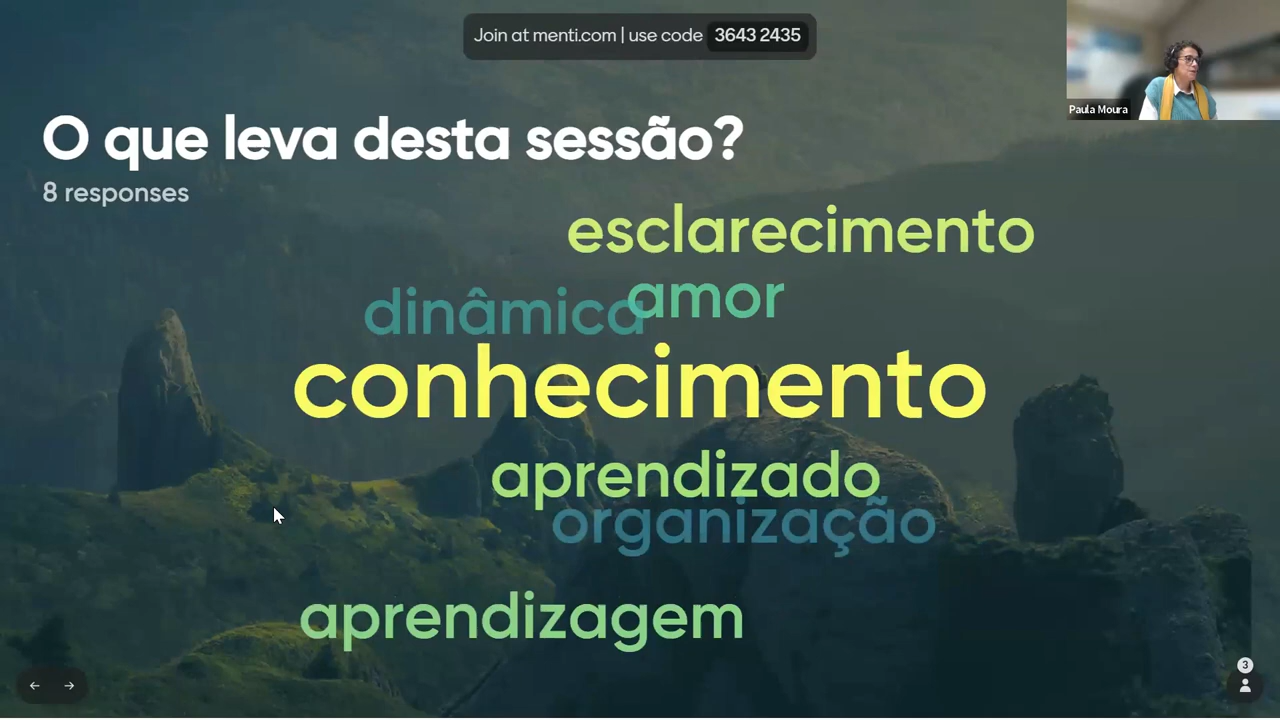 Join at menti.com | use code 3643 2435
Paula Moura
O que leva desta sessão?
8 responses
esclarecimento
amor
dinâmica
conhecimento
aprendizado
organização
aprendizagem
3